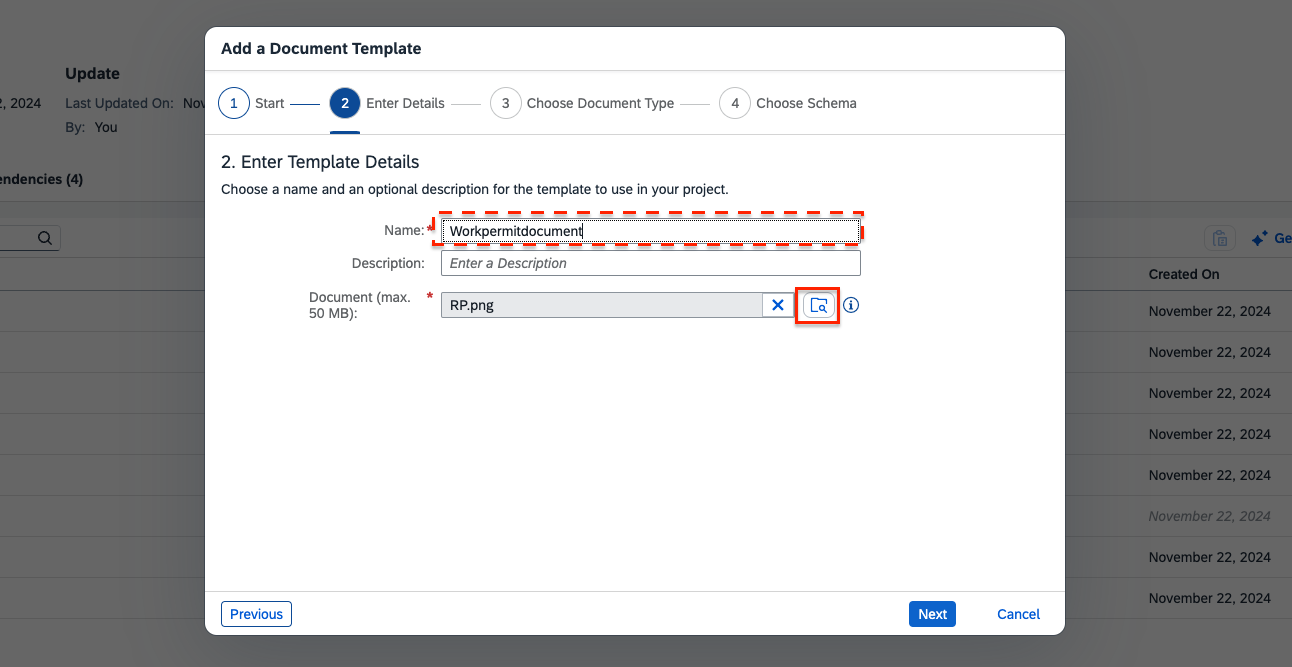 Add a Document Template
Update
2, 2024
Last Updated On: Nov
By: You
1 Start
2 Enter Details
3 Choose Document Type
4 Choose Schema
endencies (4)
2. Enter Template Details
Choose a name and an optional description for the template to use in your project.
Name:* Workpermitdocument
Description: Enter a Description
Document (max. 50 MB): * RP.png
Ge
Created On
November 22, 2024
November 22, 2024
November 22, 2024
November 22, 2024
November 22, 2024
November 22, 2024
November 22, 2024
November 22, 2024
Previous
Next
Cancel